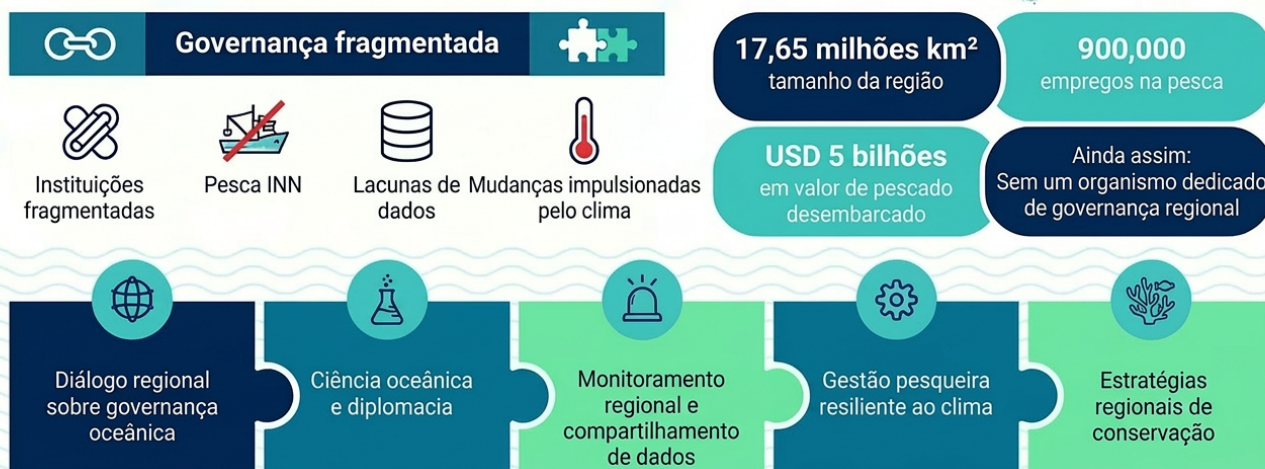 Governança fragmentada
Instituições
fragmentadas
Pesca INN
Lacunas de
dados
Mudanças impulsionadas
pelo clima
17,65 milhões km²
tamanho da região
900,000
empregos na pesca
USD 5 bilhões
em valor de pescado
desembarcado
Ainda assim:
Sem um organismo dedicado
de governança regional
Diálogo regional
sobre governança
oceânica
Ciência oceânica
e diplomacia
Monitoramento
regional e
compartilhamento
de dados
Gestão pesqueira
resiliente ao clima
Estratégias
regionais de
conservação